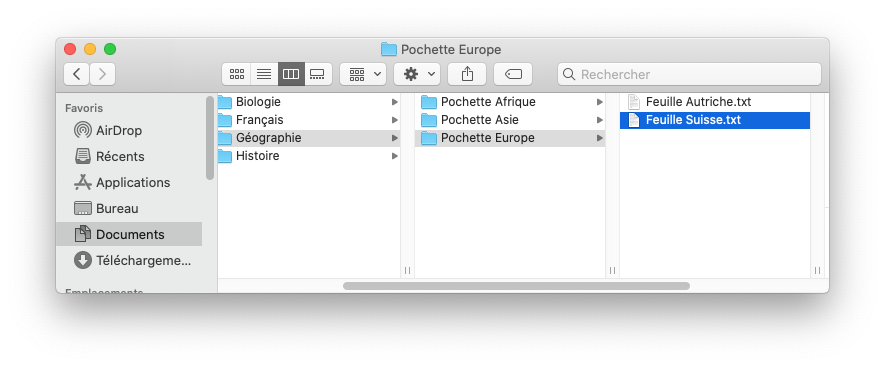 Pochette Europe
Rechercher
Favoris
AirDrop
Récents
Applications
Bureau
Documents
Téléchargeme...
Emplacements
Biologie
Français
Géographie
Histoire
Pochette Afrique
Pochette Asie
Pochette Europe
Feuille Autriche.txt
Feuille Suisse.txt